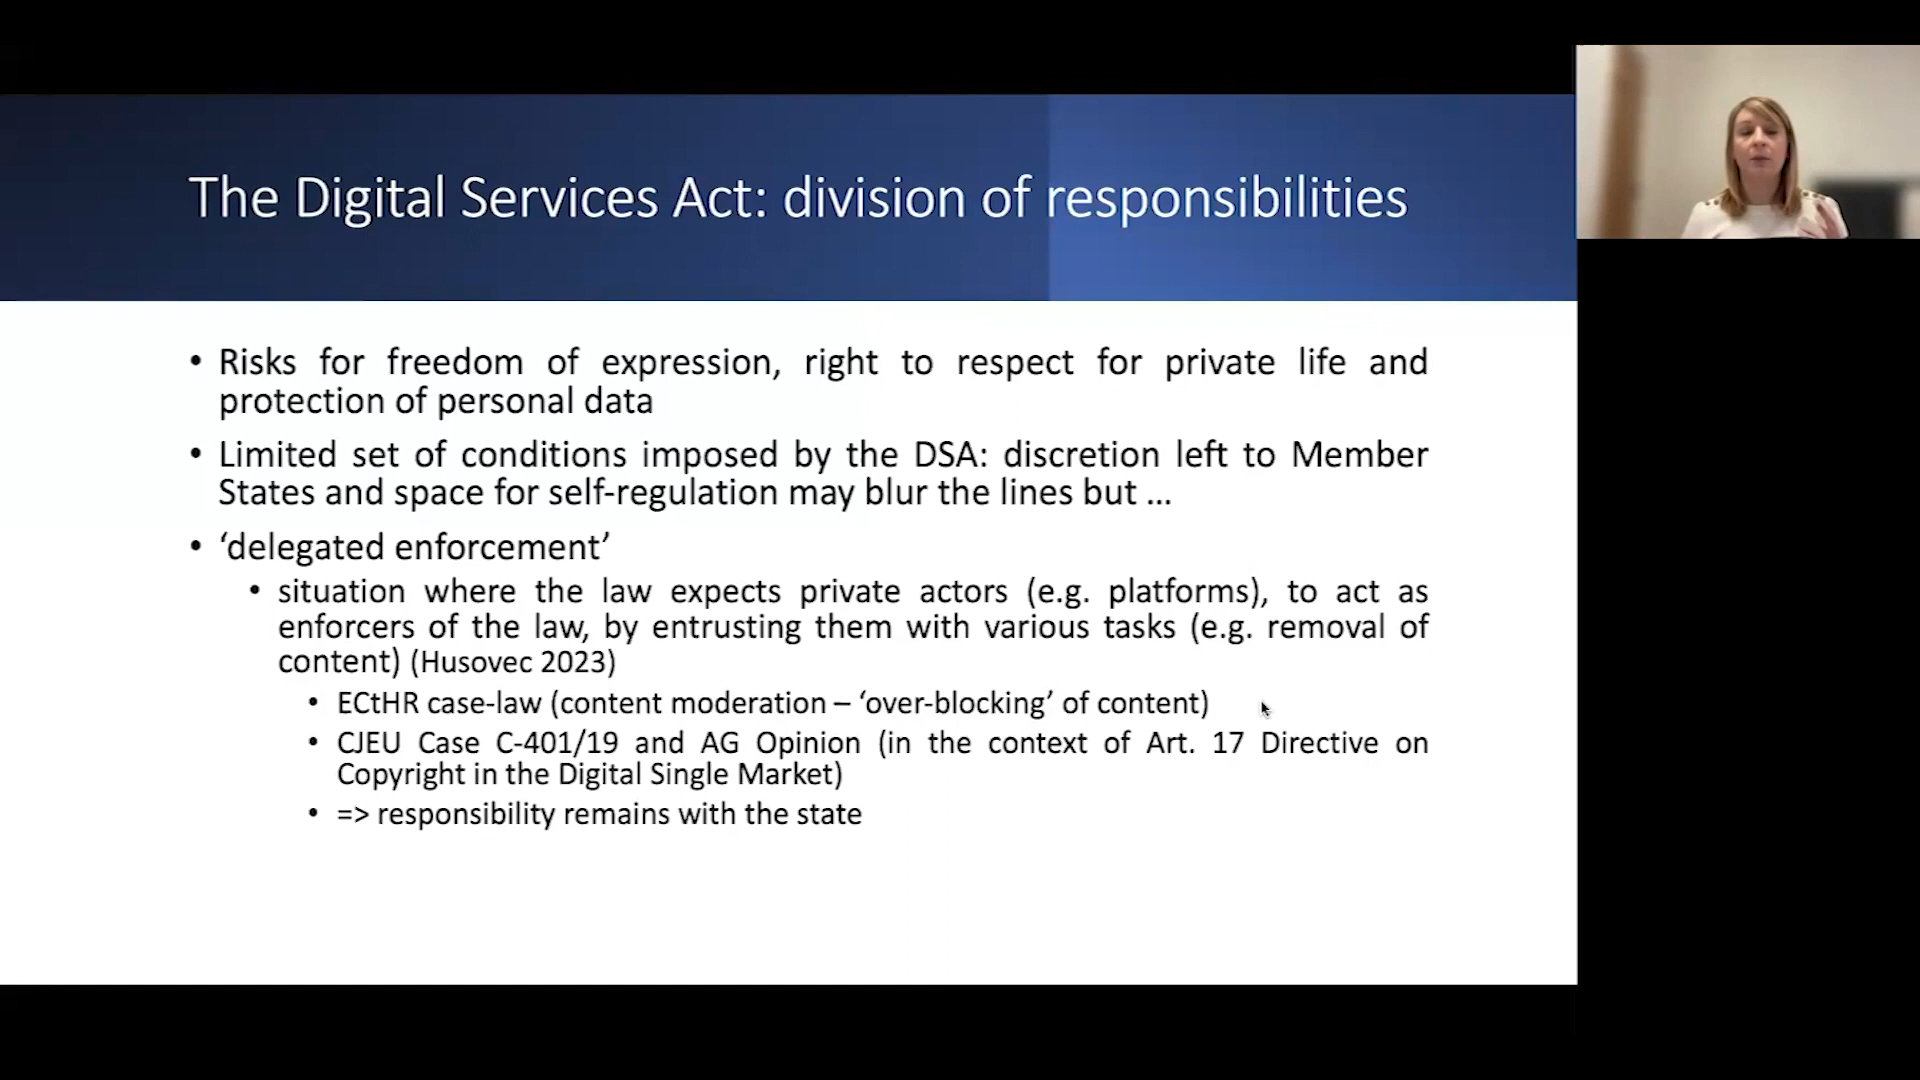 The Digital Services Act: division of responsibilities
• Risks for freedom of expression, right to respect for private life and
protection of personal data
• Limited set of conditions imposed by the DSA: discretion left to Member
States and space for self-regulation may blur the lines but ...
• ‘delegated enforcement’
• situation where the law expects private actors (e.g. platforms), to act as
enforcers of the law, by entrusting them with various tasks (e.g. removal of
content) (Husovec 2023)
• ECtHR case-law (content moderation – ‘over-blocking’ of content)
• CJEU Case C-401/19 and AG Opinion (in the context of Art. 17 Directive on
Copyright in the Digital Single Market)
• => responsibility remains with the state